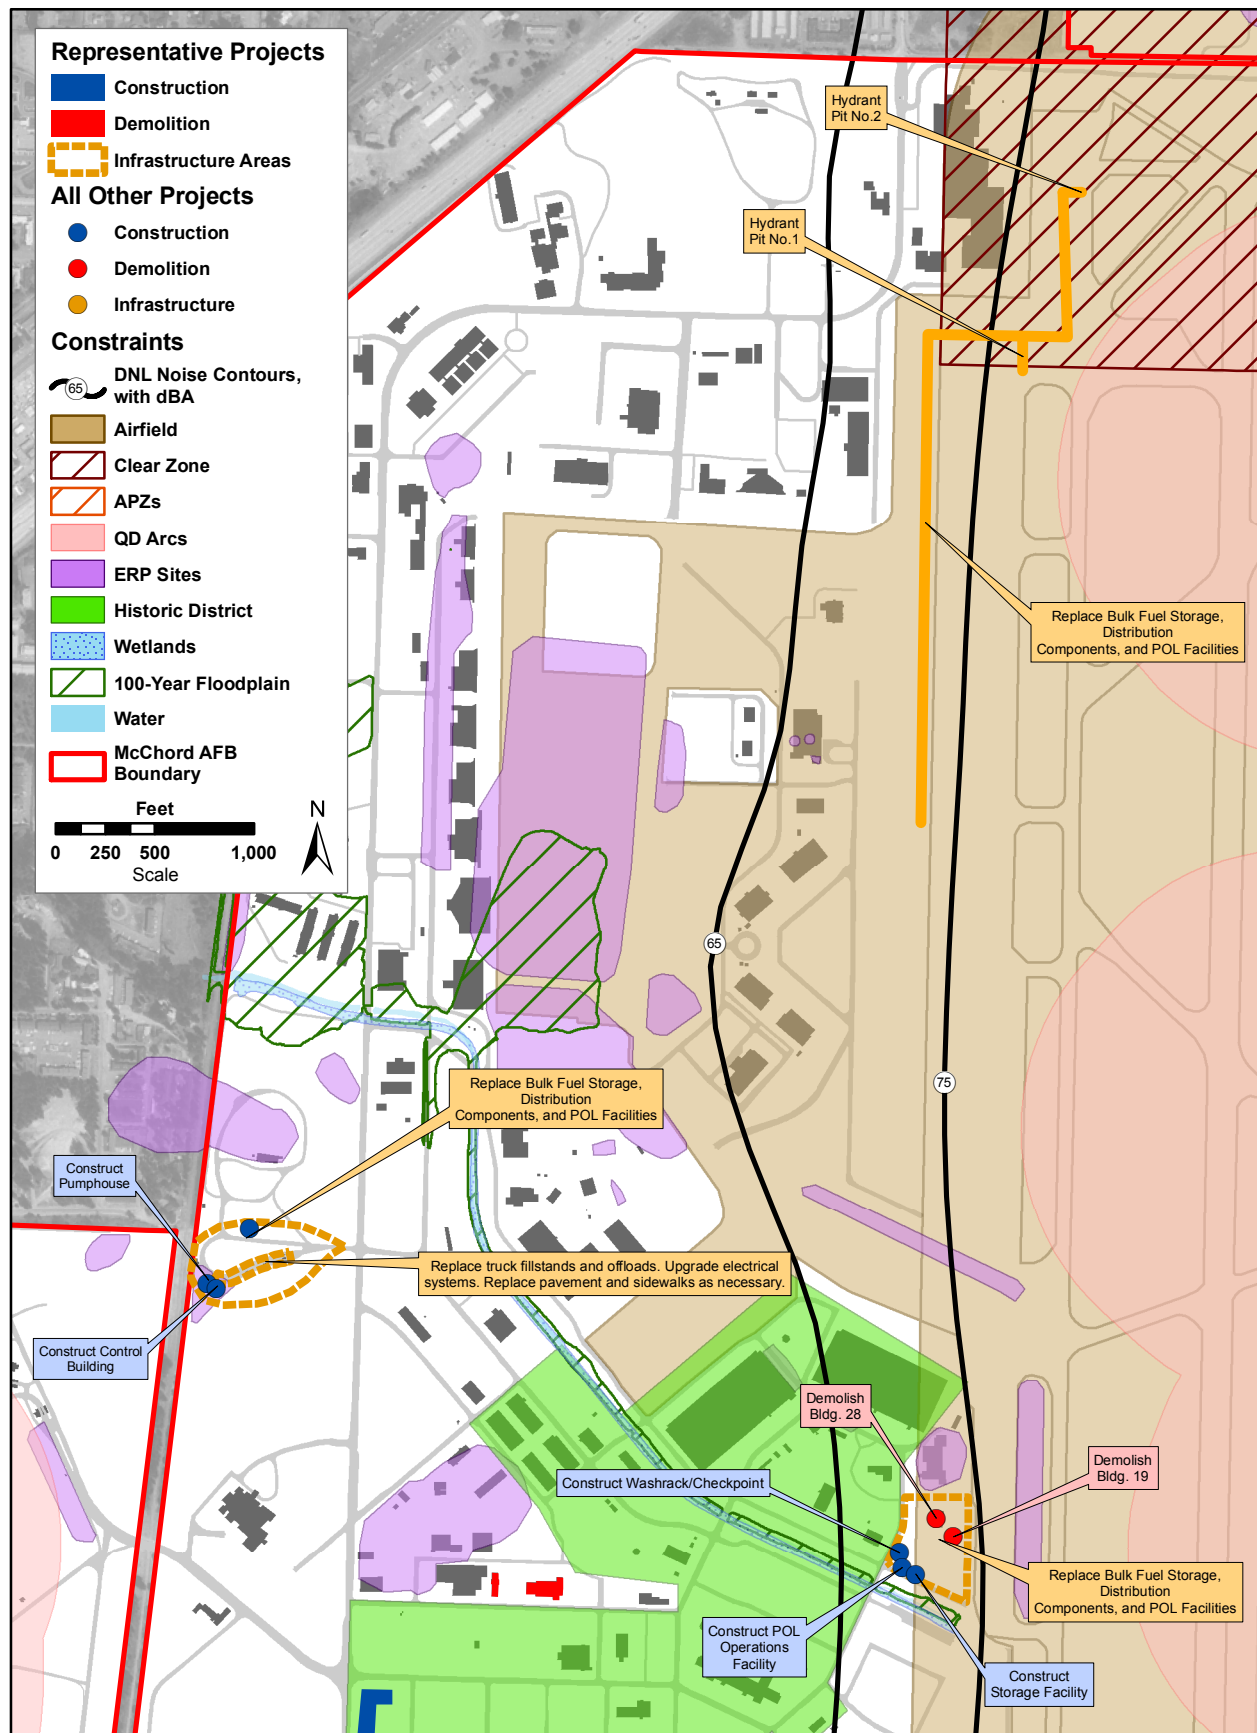 Representative Projects
Construction
Demolition
Infrastructure Areas
All Other Projects
Construction
Demolition
Infrastructure
Constraints
65
DNL Noise Contours,
with dBA
Airfield
Clear Zone
APZs
QD Arcs
ERP Sites
Historic District
Wetlands
100-Year Floodplain
Water
McChord AFB
Boundary
Feet
0 250 500 1,000
Scale
N
Hydrant
Pit No.2
Hydrant
Pit No.1
Replace Bulk Fuel Storage,
Distribution
Components, and POL Facilities
65
75
Replace Bulk Fuel Storage,
Distribution
Components, and POL Facilities
Construct
Pumphouse
Replace truck fillstands and offloads. Upgrade electrical
systems. Replace pavement and sidewalks as necessary.
Construct Control
Building
Demolish
Bldg. 28
Demolish
Bldg. 19
Construct Washrack/Checkpoint
Replace Bulk Fuel Storage,
Distribution
Components, and POL Facilities
Construct POL
Operations
Facility
Construct
Storage Facility